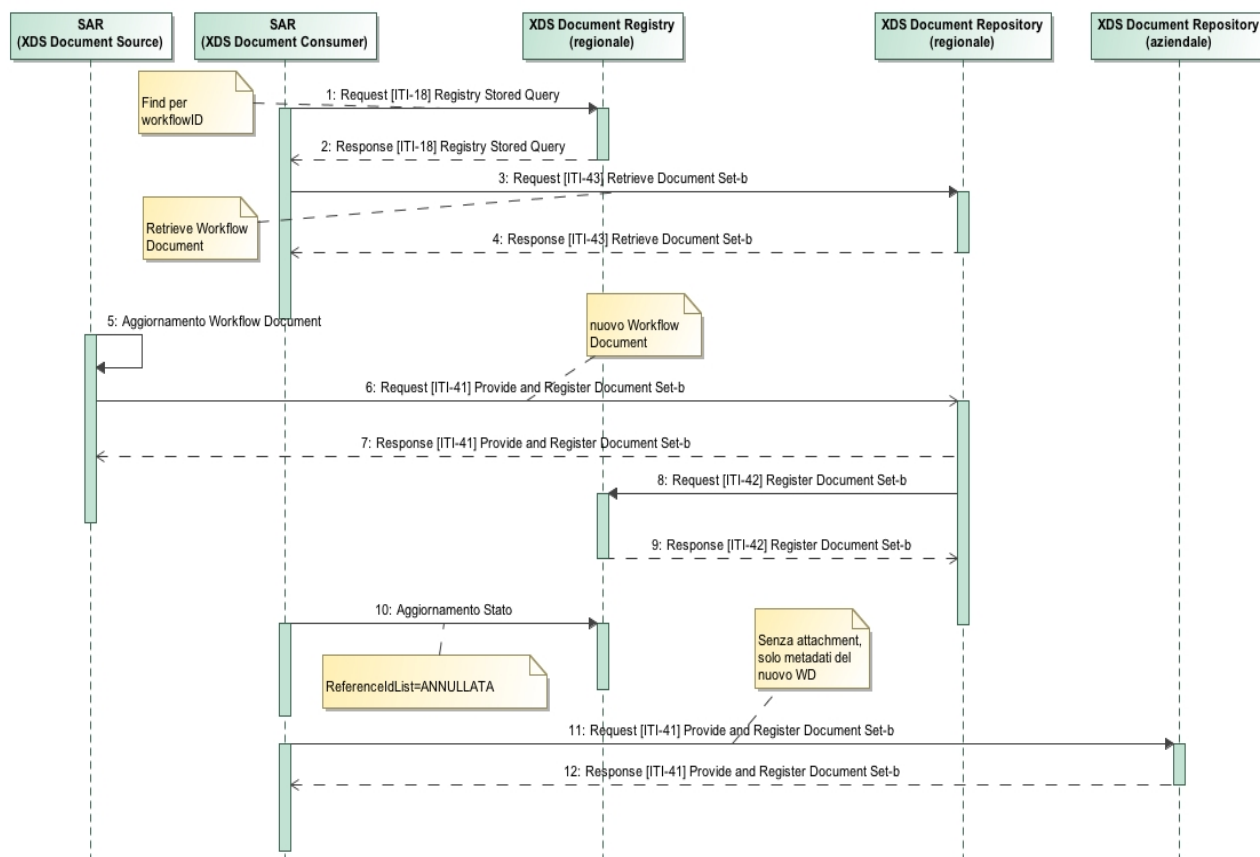 SAR
(XDS Document Source)
SAR
(XDS Document Consumer)
XDS Document Registry
(regionale)
XDS Document Repository
(regionale)
XDS Document Repository
(aziendale)
Find per
workflowID
1: Request [ITI-18] Registry Stored Query
2: Response [ITI-18] Registry Stored Query
3: Request [ITI-43] Retrieve Document Set-b
Retrieve Workflow
Document
4: Response [ITI-43] Retrieve Document Set-b
5: Aggiornamento Workflow Document
nuovo Workflow
Document
6: Request [ITI-41] Provide and Register Document Set-b
7: Response [ITI-41] Provide and Register Document Set-b
8: Request [ITI-42] Register Document Set-b
9: Response [ITI-42] Register Document Set-b
10: Aggiornamento Stato
Senza attachment,
solo metadati del
nuovo WD
ReferenceIdList=ANNULLATA
11: Request [ITI-41] Provide and Register Document Set-b
12: Response [ITI-41] Provide and Register Document Set-b